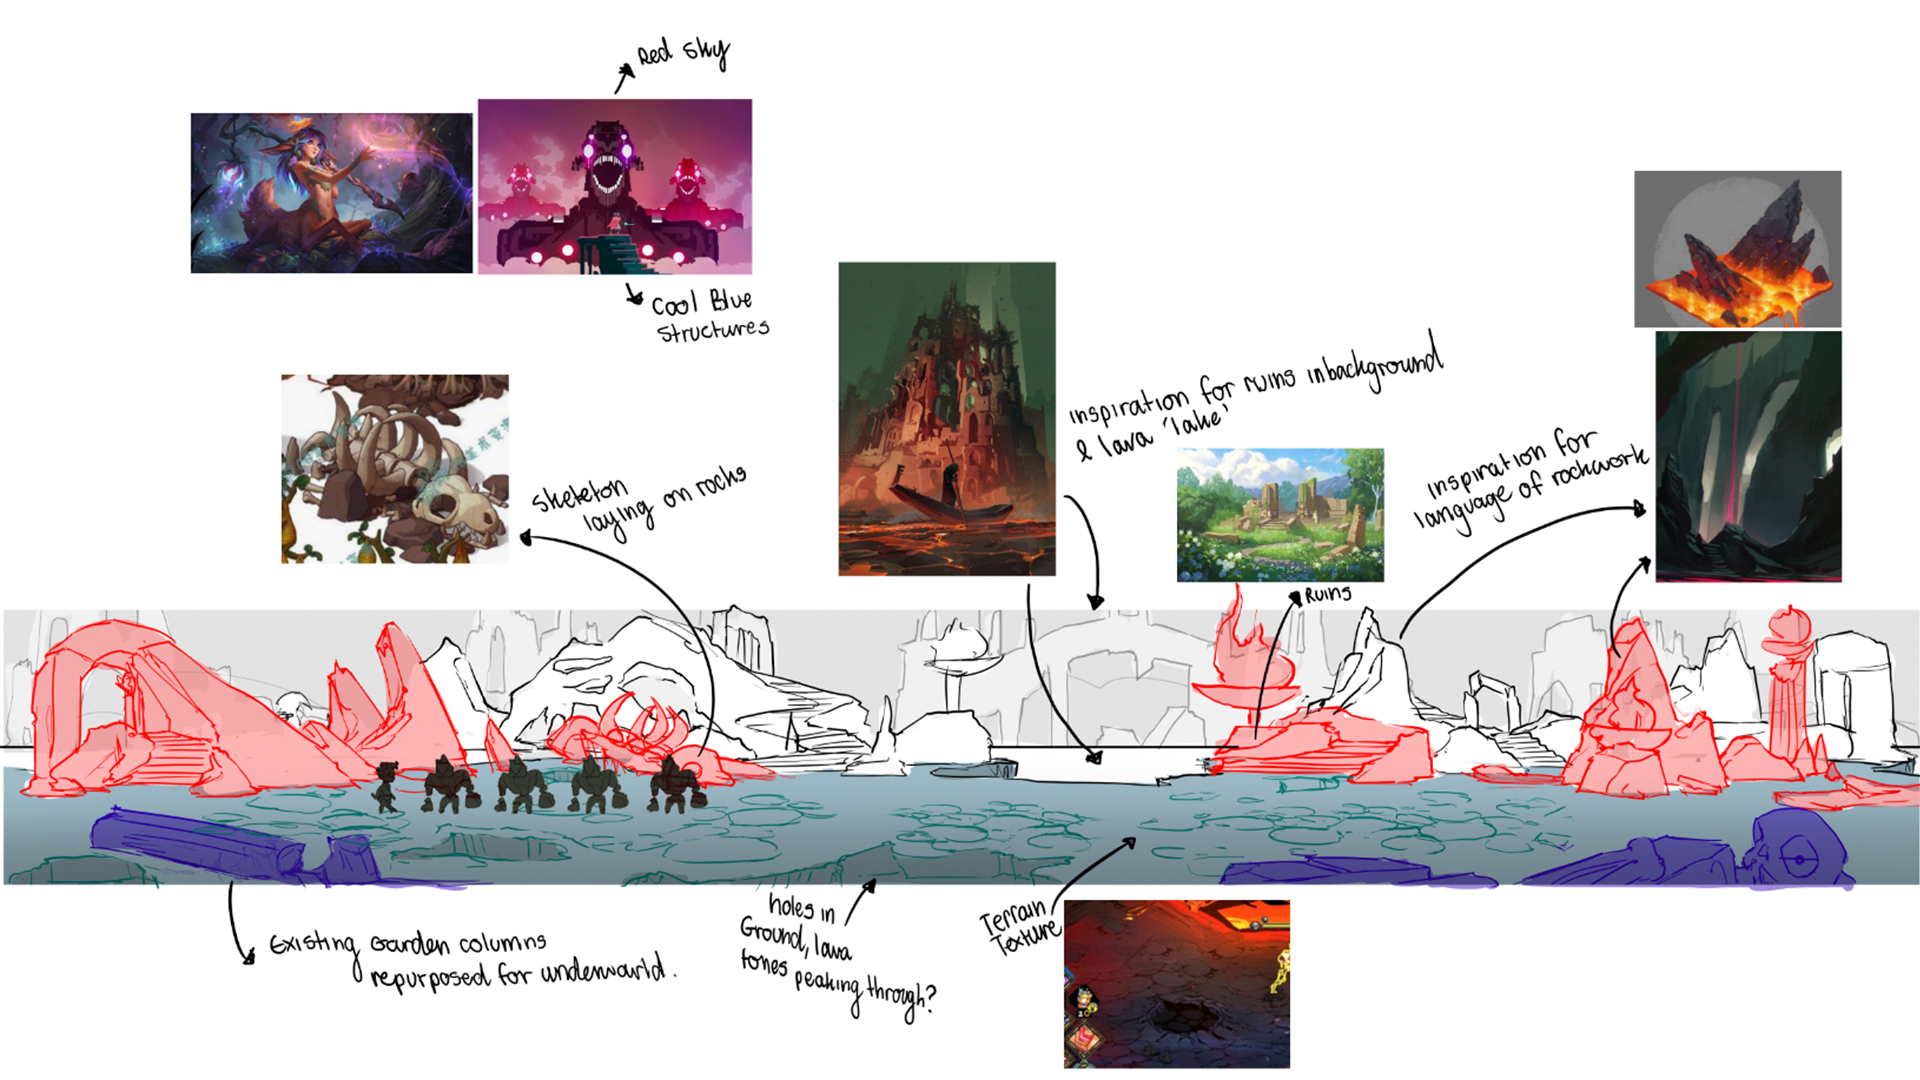 Red Sky
Cool Blue
Structures
Skeleton
laying on rocks
inspiration for ruins in background
& lava 'lake'
Ruins
Inspiration for
language of rockwork
Existing Garden columns
repurposed for underworld.
holes in
Ground, lava
tones peaking through?
Terrain
Texture